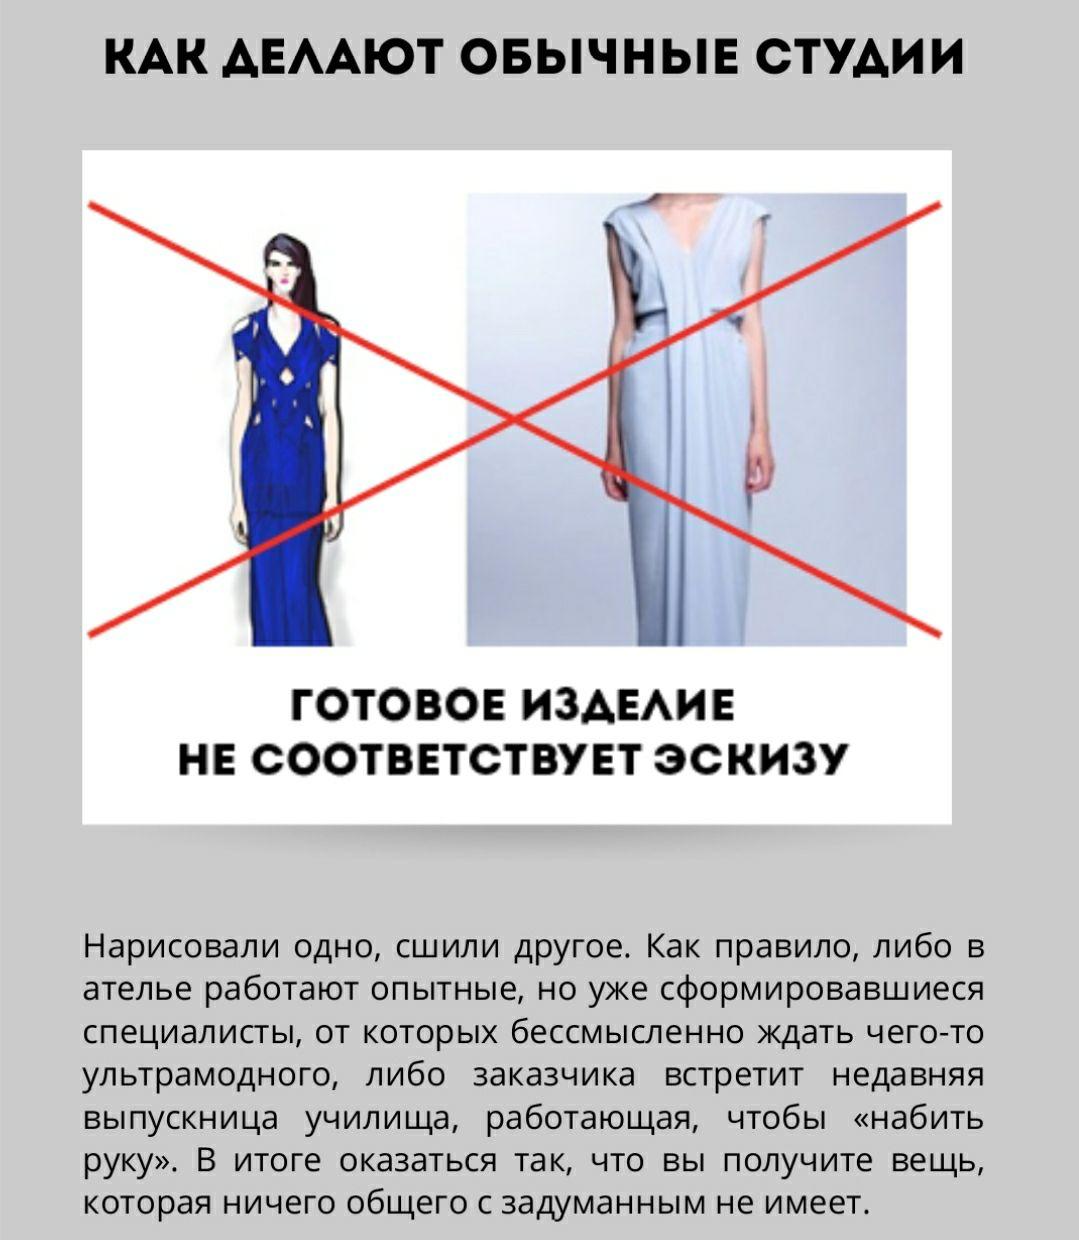 КАК ДЕЛАЮТ ОБЫЧНЫЕ СТУДИИ
ГОТОВОЕ ИЗДЕЛИЕ
НЕ СООТВЕТСТВУЕТ ЭСКИЗУ
Нарисовали одно, сшили другое. Как правило, либо в
ателье работают опытные, но уже сформировавшиеся
специалисты, от которых бессмысленно ждать чего-то
ультрамодного, либо заказчика встретит недавняя
выпускница училища, работающая, чтобы «набить
руку». В итоге оказаться так, что вы получите вещь,
которая ничего общего с задуманным не имеет.